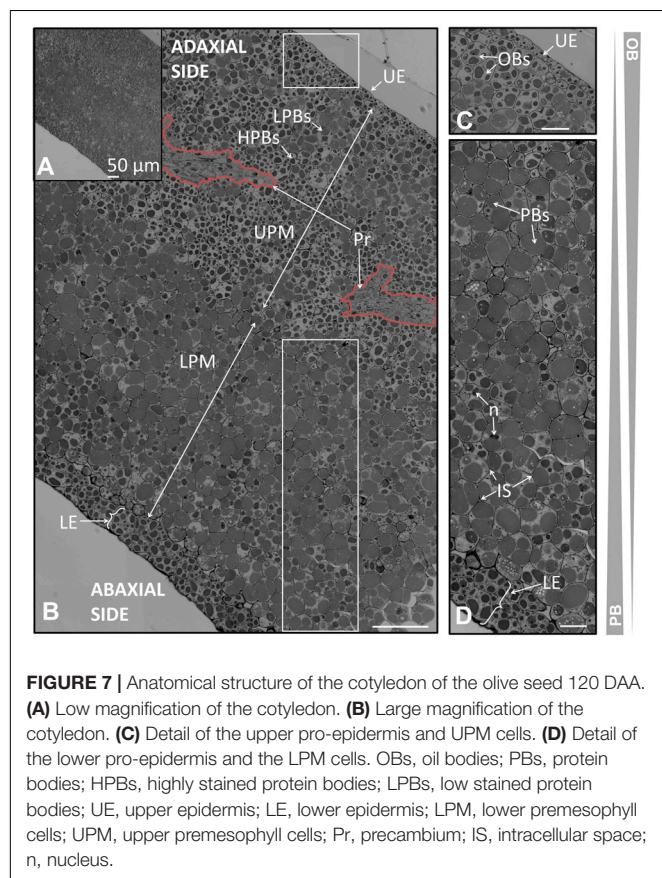 ADAXIAL
SIDE
UE
LPBs
HPBs
A
50 µm
UPM
Pr
LPM
LE
ABAXIAL
SIDE
B
OBs
UE
C
PBs
n
IS
LE
D
OB
PB
FIGURE 7 | Anatomical structure of the cotyledon of the olive seed 120 DAA.
(A) Low magnification of the cotyledon. (B) Large magnification of the
cotyledon. (C) Detail of the upper pro-epidermis and UPM cells. (D) Detail of
the lower pro-epidermis and the LPM cells. OBs, oil bodies; PBs, protein
bodies; HPBs, highly stained protein bodies; LPBs, low stained protein
bodies; UE, upper epidermis; LE, lower epidermis; LPM, lower premesophyll
cells; UPM, upper premesophyll cells; Pr, precambium; IS, intracellular space;
n, nucleus.